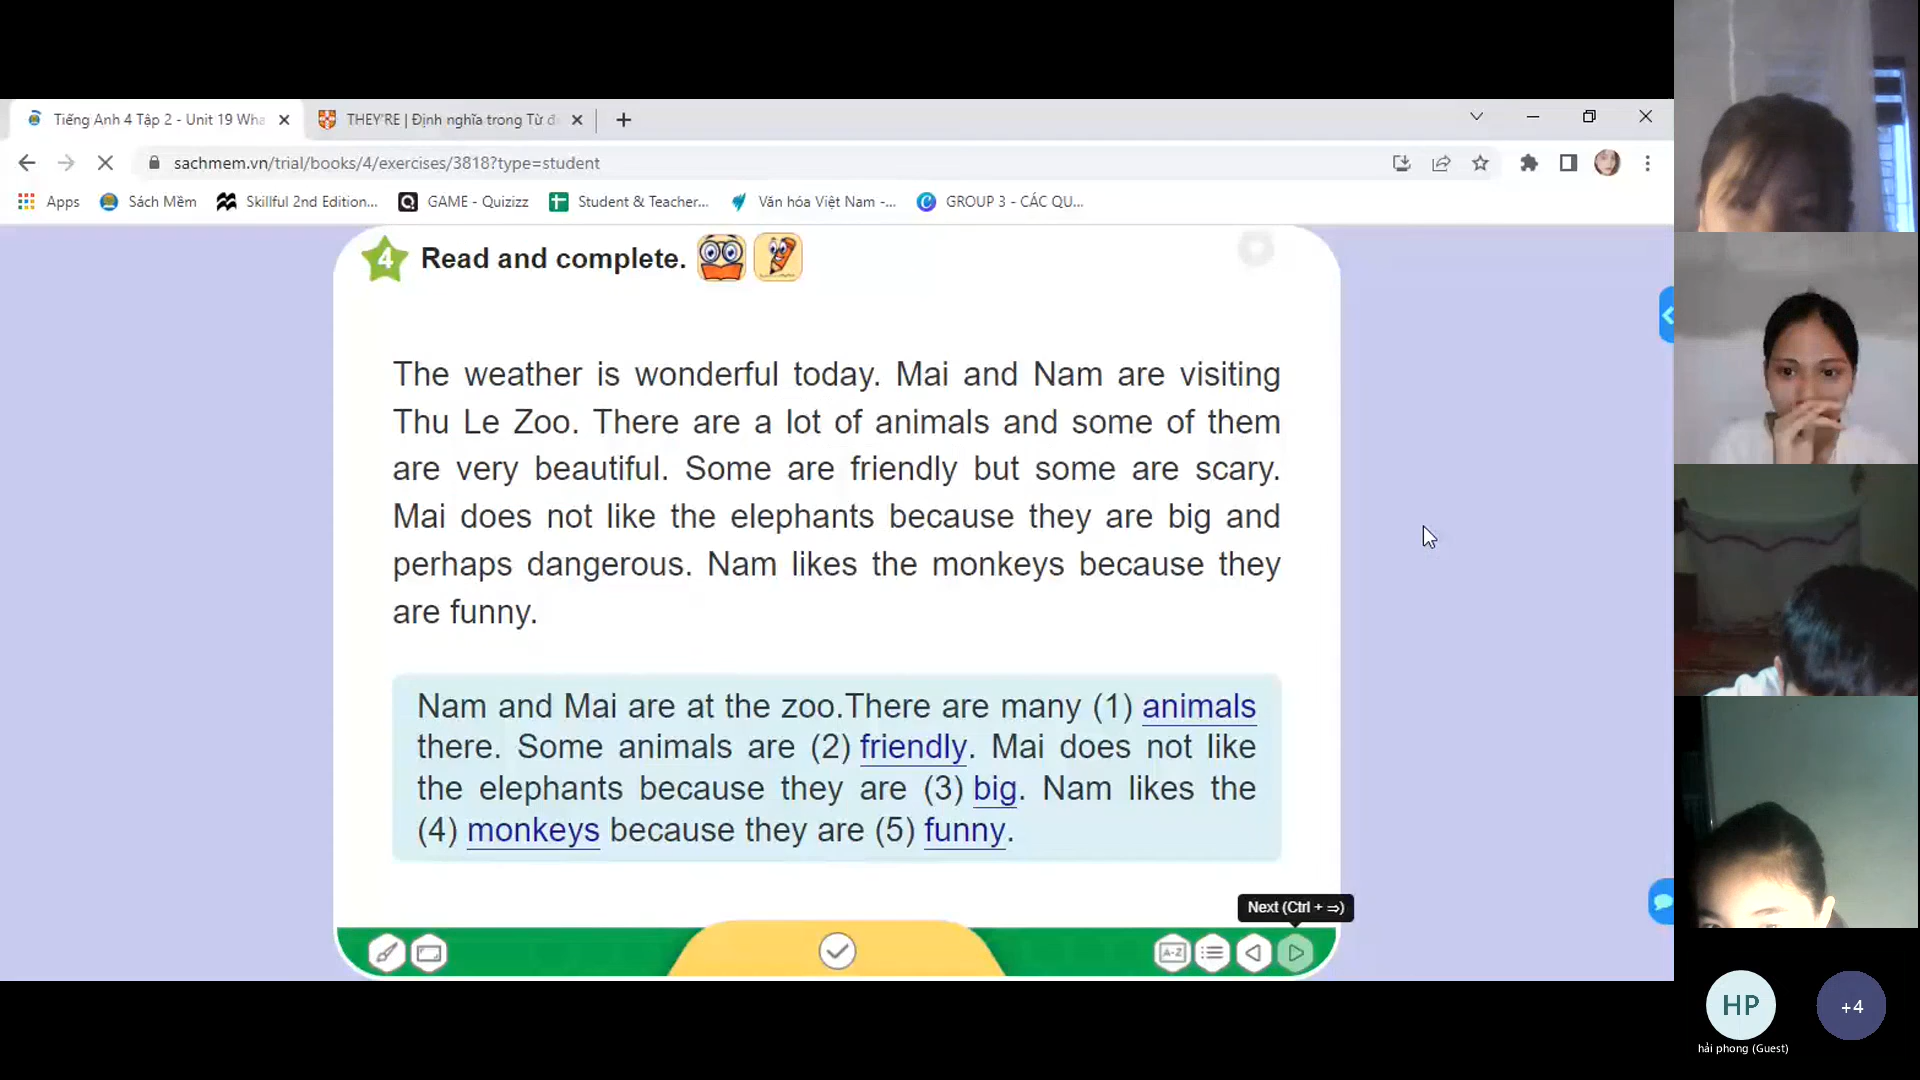 Tiếng Anh 4 Tập 2 - Unit 19 Wha
THEY'RE | Định nghĩa trong Từ đ
sachmem.vn/trial/books/4/exercises/3818?type=student
Apps
Sách Mềm
Skillful 2nd Edition...
GAME - Quizizz
Student & Teacher...
Văn hóa Việt Nam -...
GROUP 3 - CÁC QU...
4 Read and complete.
The weather is wonderful today. Mai and Nam are visiting
Thu Le Zoo. There are a lot of animals and some of them
are very beautiful. Some are friendly but some are scary.
Mai does not like the elephants because they are big and
perhaps dangerous. Nam likes the monkeys because they
are funny.
Nam and Mai are at the zoo.There are many (1) animals
there. Some animals are (2) friendly. Mai does not like
the elephants because they are (3) big. Nam likes the
(4) monkeys because they are (5) funny.
Next (Ctrl + ⇒)
A-Z
HP
+4
hải phong (Guest)